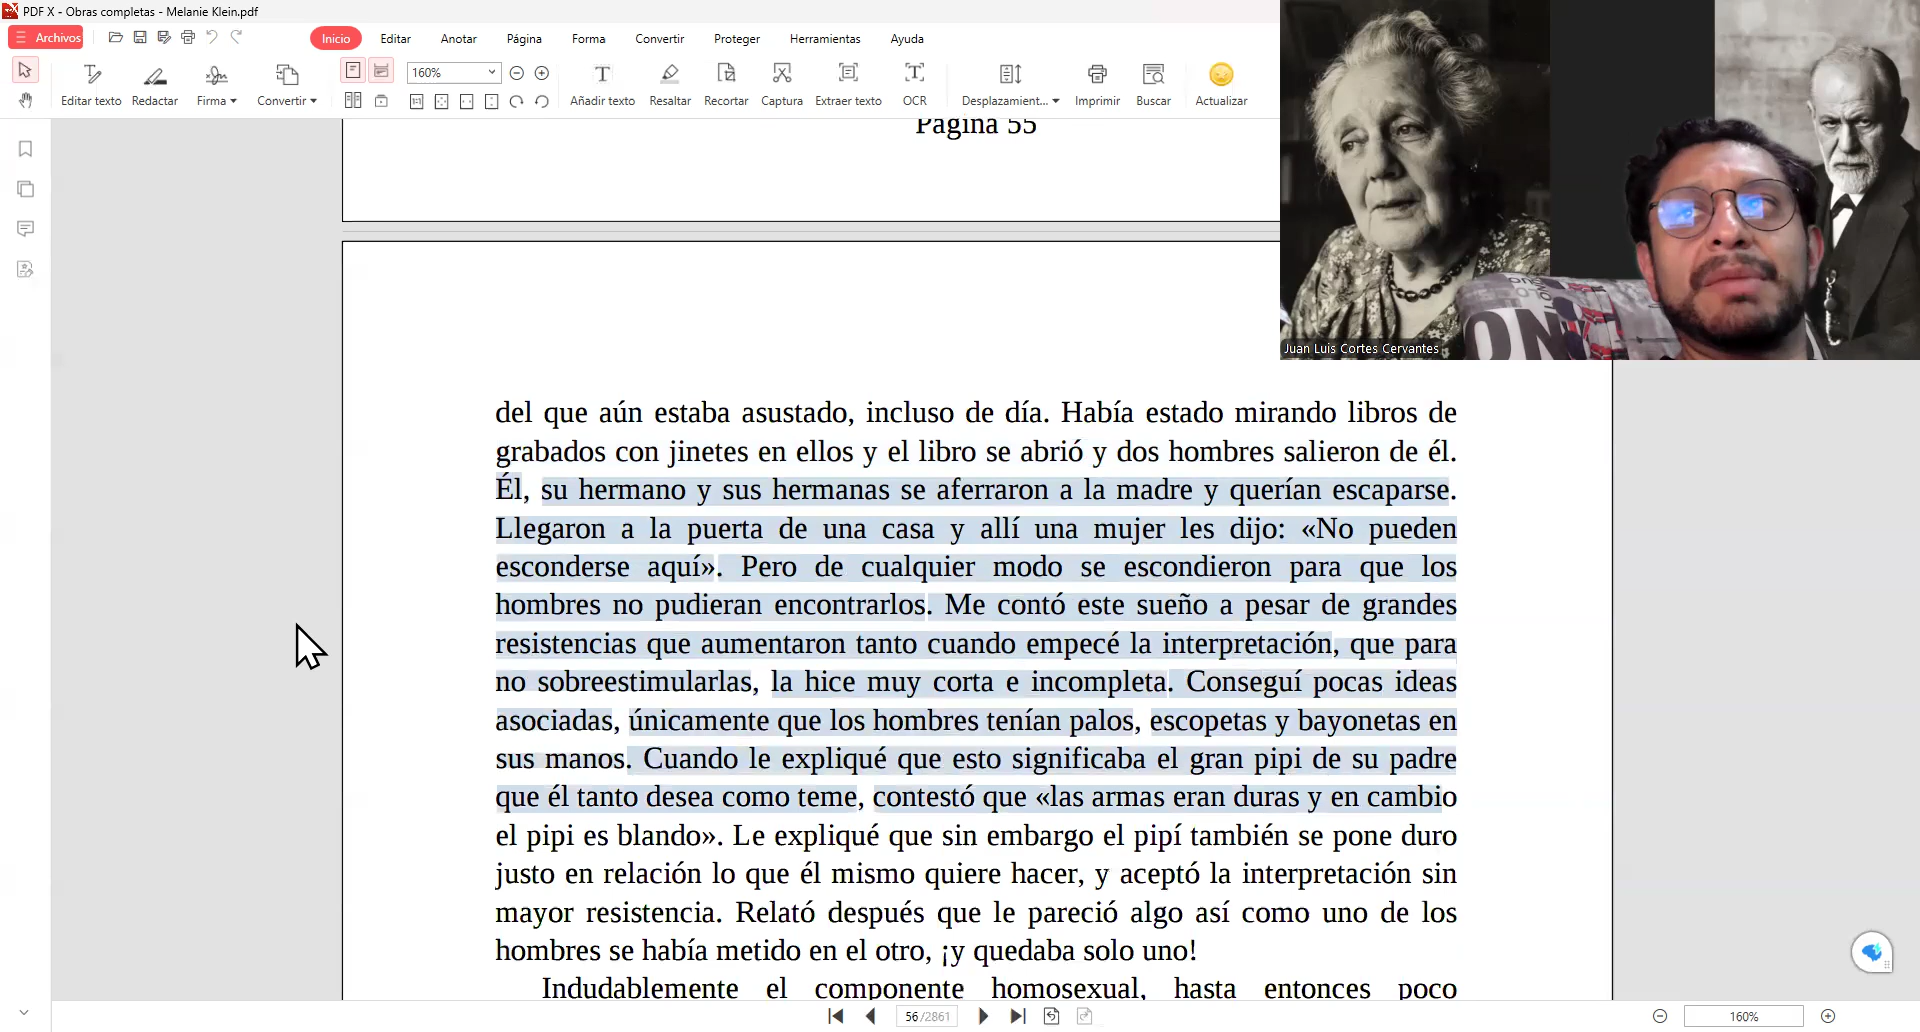 PDF X - Obras completas - Melanie Klein.pdf
Archivos
Inicio
Editar
Anotar
Página
Forma
Convertir
Proteger
Herramientas
Ayuda
160%
Editar texto
Redactar
Firma
Convertir
Añadir texto
Resaltar
Recortar
Captura
Extraer texto
OCR
Desplazamient...
Imprimir
Buscar
Actualizar
Página 55
ON
Juan Luis Cortes Cervantes
del que aún estaba asustado, incluso de día. Había estado mirando libros de
grabados con jinetes en ellos y el libro se abrió y dos hombres salieron de él.
Él, su hermano y sus hermanas se aferraron a la madre y querían escaparse.
Llegaron a la puerta de una casa y allí una mujer les dijo: «No pueden
esconderse aquí». Pero de cualquier modo se escondieron para que los
hombres no pudieran encontrarlos. Me contó este sueño a pesar de grandes
resistencias que aumentaron tanto cuando empecé la interpretación, que para
no sobreestimularlas, la hice muy corta e incompleta. Conseguí pocas ideas
asociadas, únicamente que los hombres tenían palos, escopetas y bayonetas en
sus manos. Cuando le expliqué que esto significaba el gran pipi de su padre
que él tanto desea como teme, contestó que «las armas eran duras y en cambio
el pipi es blando». Le expliqué que sin embargo el pipí también se pone duro
justo en relación lo que él mismo quiere hacer, y aceptó la interpretación sin
mayor resistencia. Relató después que le pareció algo así como uno de los
hombres se había metido en el otro, ¡y quedaba solo uno!
Indudablemente el componente homosexual, hasta entonces poco
56 /2861
160%